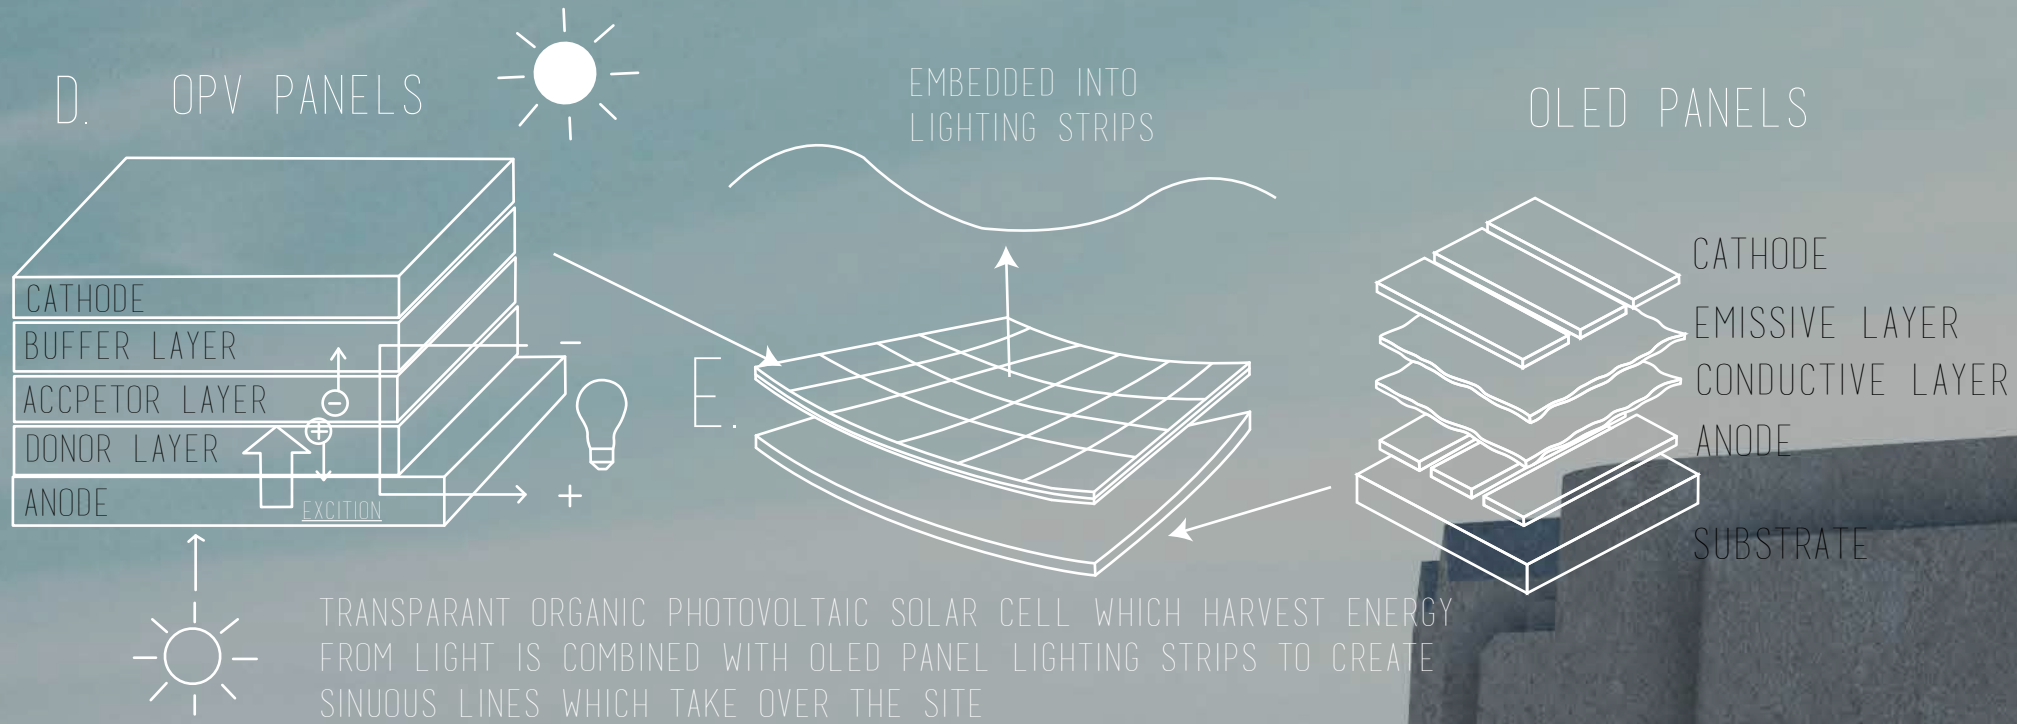 D. OPV PANELS
EMBEDDED INTO
LIGHTING STRIPS
OLED PANELS
CATHODE
BUFFER LAYER
ACCPETOR LAYER
DONOR LAYER
ANODE
EXCITION
−
+
−
+
E.
CATHODE
EMISSIVE LAYER
CONDUCTIVE LAYER
ANODE
SUBSTRATE
TRANSPARANT ORGANIC PHOTOVOLTAIC SOLAR CELL WHICH HARVEST ENERGY
FROM LIGHT IS COMBINED WITH OLED PANEL LIGHTING STRIPS TO CREATE
SINUOUS LINES WHICH TAKE OVER THE SITE